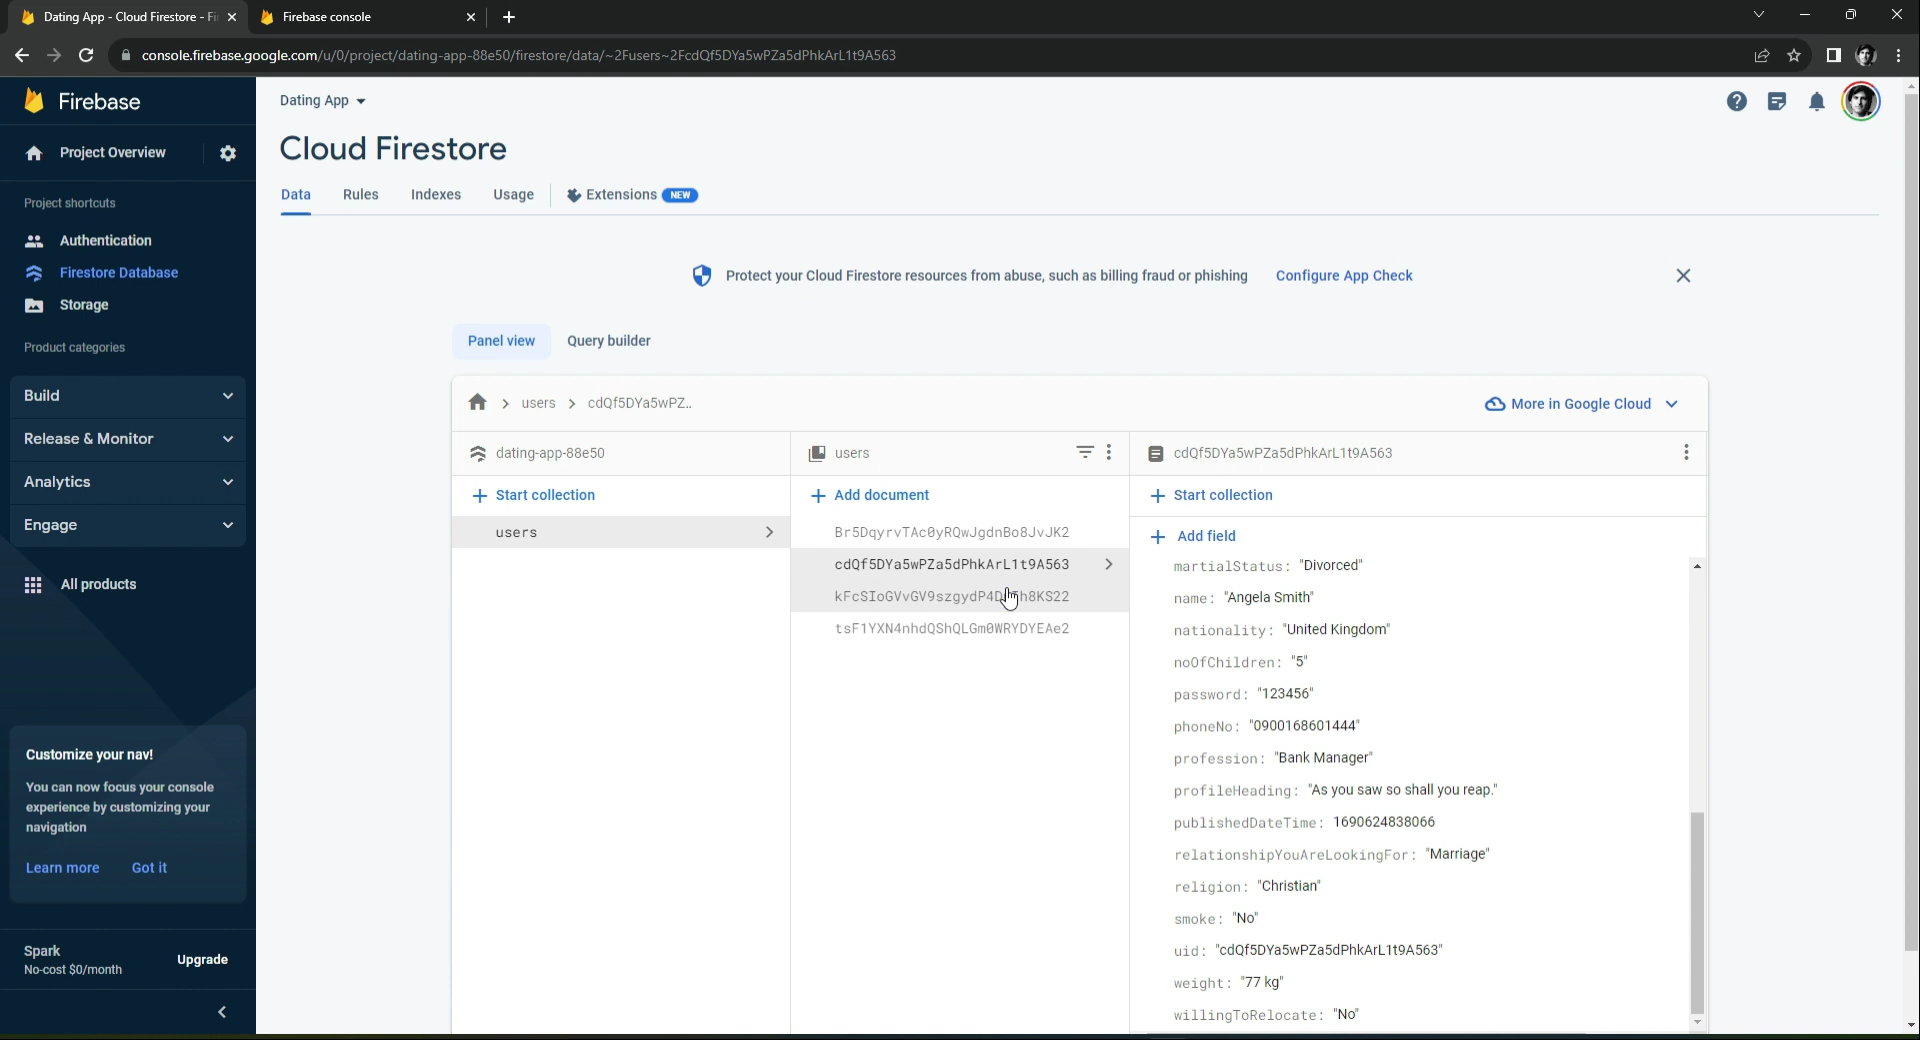 Dating App - Cloud Firestore - Fi
Firebase console
console.firebase.google.com/u/0/project/dating-app-88e50/firestore/data/~2Fusers~2FcdQf5DYa5wPZa5dPhkArL1t9A563
Firebase
Project Overview
Project shortcuts
Authentication
Firestore Database
Storage
Product categories
Build
Release & Monitor
Analytics
Engage
All products
Customize your nav!
You can now focus your console
experience by customizing your
navigation
Learn more
Got it
Spark
No-cost $0/month
Upgrade
Dating App
Cloud Firestore
Data
Rules
Indexes
Usage
Extensions NEW
Protect your Cloud Firestore resources from abuse, such as billing fraud or phishing
Configure App Check
Panel view
Query builder
users
cdQf5DYa5wPZ..
More in Google Cloud
dating-app-88e50
Start collection
users
users
Add document
Br5DqyrvTAc0yRQwJgdnBo8JvJK2
cdQf5DYa5wPZa5dPhkArL1t9A563
tsF1YXN4nhdQShQLGm0WRYDYEAe2
cdQf5DYa5wPZa5dPhkArL1t9A563
Start collection
Add field
martialStatus: "Divorced"
name: "Angela Smith"
nationality: "United Kingdom"
noOfChildren: "5"
password: "123456"
phoneNo: "0900168601444"
profession: "Bank Manager"
profileHeading: "As you saw so shall you reap."
publishedDateTime: 1690624838066
relationshipYouAreLookingFor: "Marriage"
religion: "Christian"
smoke: "No"
uid: "cdQf5DYa5wPZa5dPhkArL1t9A563"
weight: "77 kg"
willingToRelocate: "No"